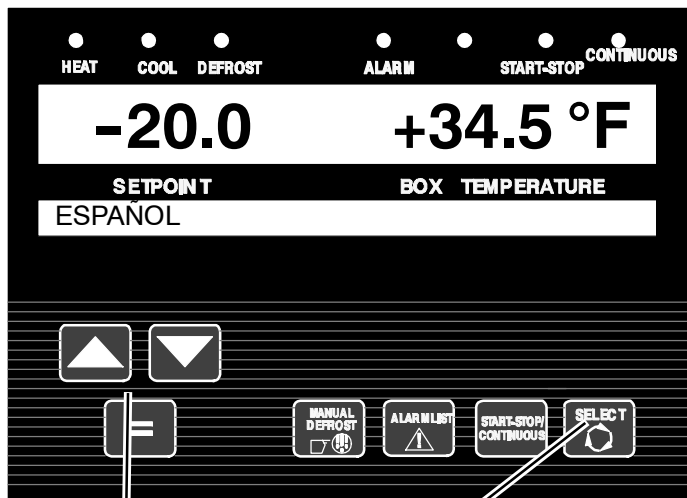 HEAT COOL DEFROST ALARM START-STOP CONTINUOUS
-20.0 +34.5 °F
SETPOINT BOX TEMPERATURE
ESPAÑOL
=
MANUAL DEFROST
ALARM LIST
START-STOP/ CONTINUOUS
SELECT